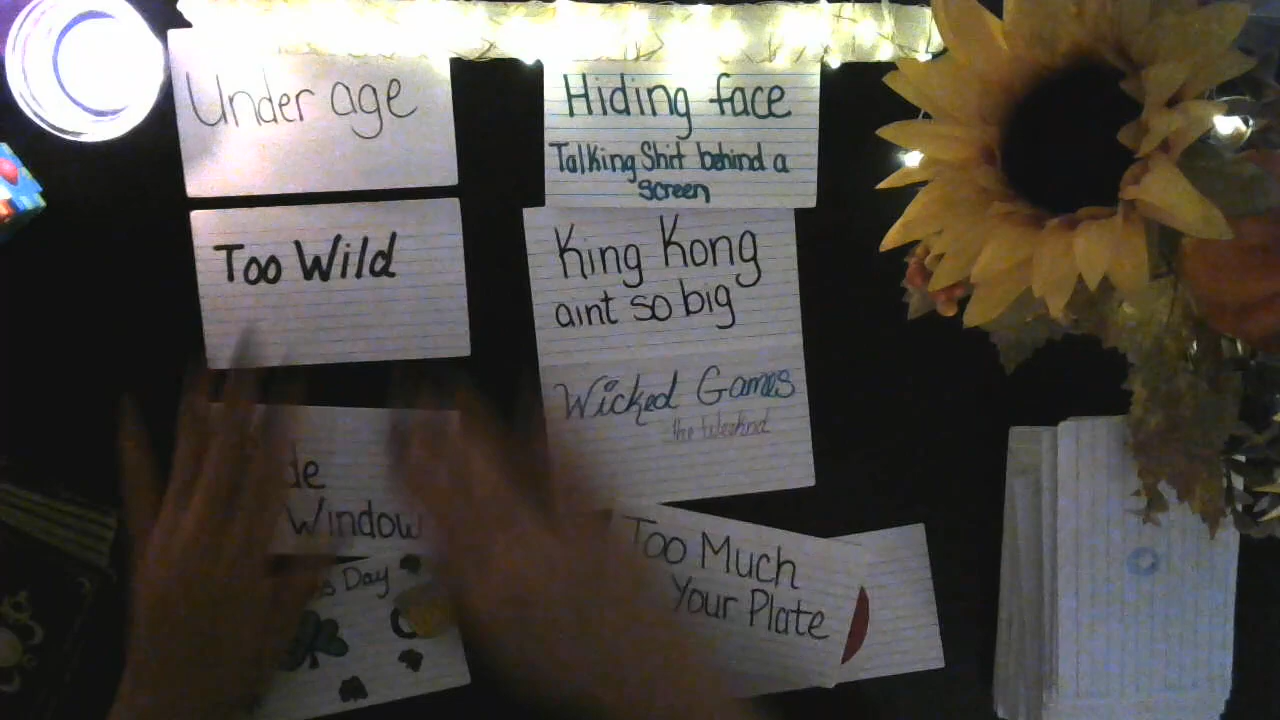 Under age
Too Wild
de
Window
s Day
Hiding face
Talking Shit behind a
screen
King Kong
aint so big
Wicked Games
the Weeknd
Too Much
Your Plate